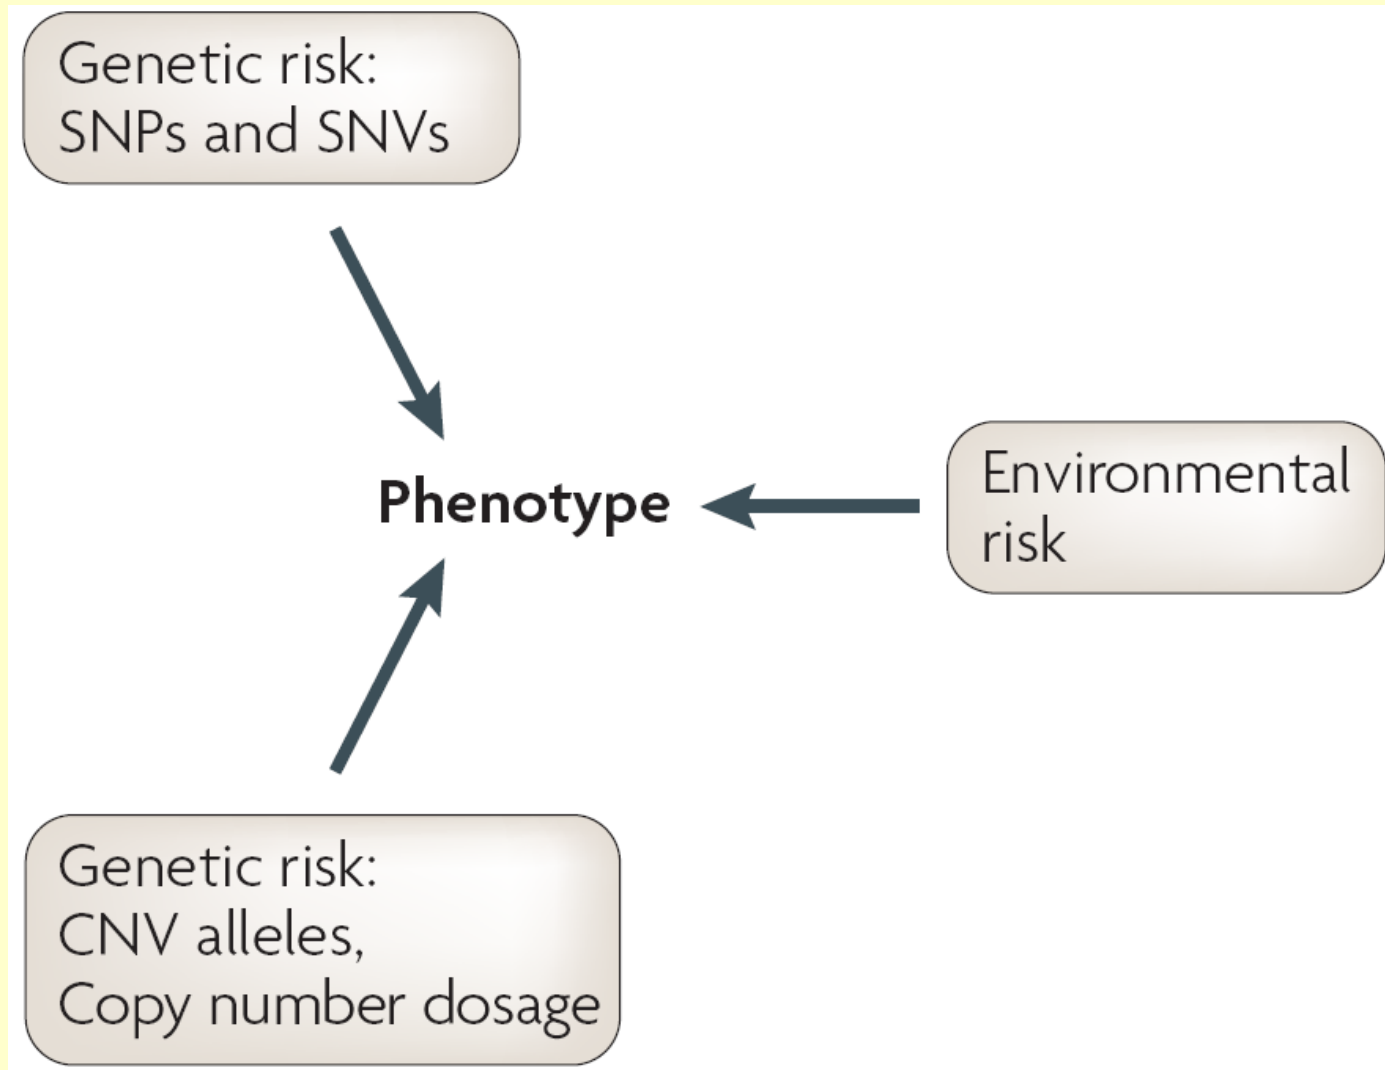 Genetic risk:
SNPs and SNVs
Phenotype
Environmental
risk
Genetic risk:
CNV alleles,
Copy number dosage